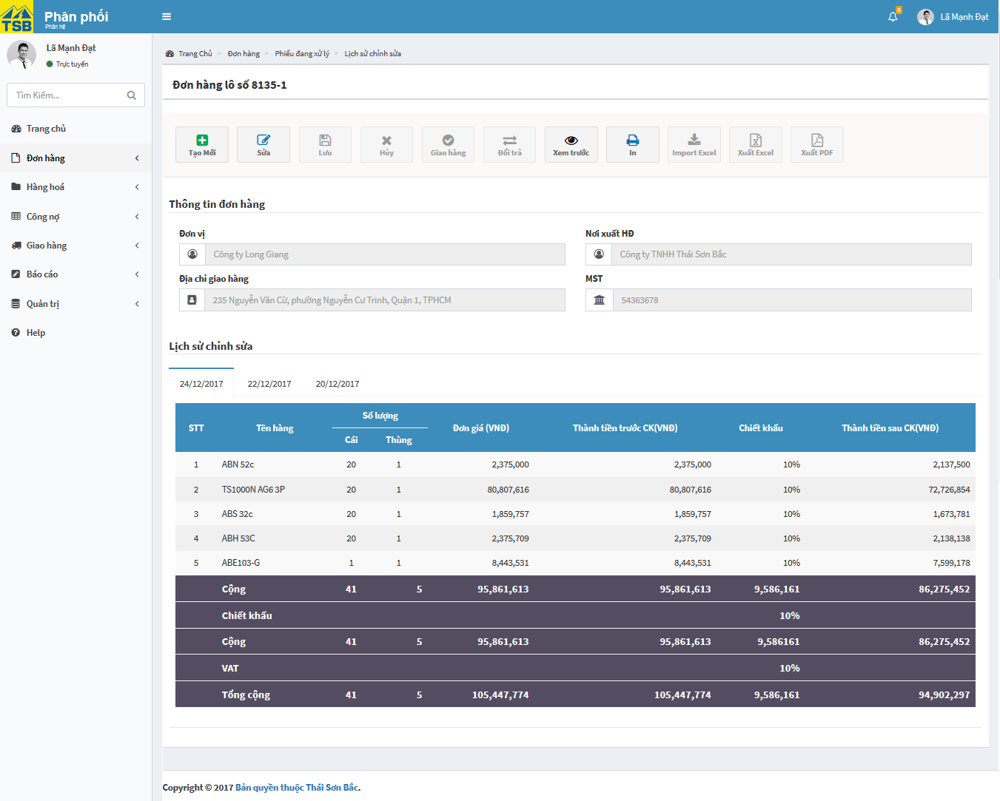 TSB
Phân phối
Phân hệ
5
Lã Mạnh Đạt
Lã Mạnh Đạt
Trực tuyến
Tìm Kiếm...
Trang chủ
Đơn hàng
Hàng hoá
Công nợ
Giao hàng
Báo cáo
Quản trị
Help
Trang Chủ > Đơn hàng > Phiếu đang xử lý > Lịch sử chỉnh sửa
Đơn hàng lô số 8135-1
Tạo Mới Sửa Lưu Hủy Giao hàng Đổi trả Xem trước In Import Excel Xuất Excel Xuất PDF
Thông tin đơn hàng
Đơn vị
Công ty Long Giang
Nơi xuất HĐ
Công ty TNHH Thái Sơn Bắc
Địa chỉ giao hàng
235 Nguyễn Văn Cừ, phường Nguyễn Cư Trinh, Quận 1, TPHCM
MST
54363678
Lịch sử chỉnh sửa
24/12/2017 22/12/2017 20/12/2017
STT Tên hàng Số lượng Đơn giá (VNĐ) Thành tiền trước CK(VNĐ) Chiết khấu Thành tiền sau CK(VNĐ)
Cái Thùng
1 ABN 52c 20 1 2,375,000 2,375,000 10% 2,137,500
2 TS1000N AG6 3P 20 1 80,807,616 80,807,616 10% 72,726,854
3 ABS 32c 20 1 1,859,757 1,859,757 10% 1,673,781
4 ABH 53C 20 1 2,375,709 2,375,709 10% 2,138,138
5 ABE103-G 1 1 8,443,531 8,443,531 10% 7,599,178
Cộng 41 5 95,861,613 95,861,613 9,586,161 86,275,452
Chiết khấu 10%
Cộng 41 5 95,861,613 95,861,613 9,586161 86,275,452
VAT 10%
Tổng cộng 41 5 105,447,774 105,447,774 9,586,161 94,902,297
Copyright © 2017 Bản quyền thuộc Thái Sơn Bắc.